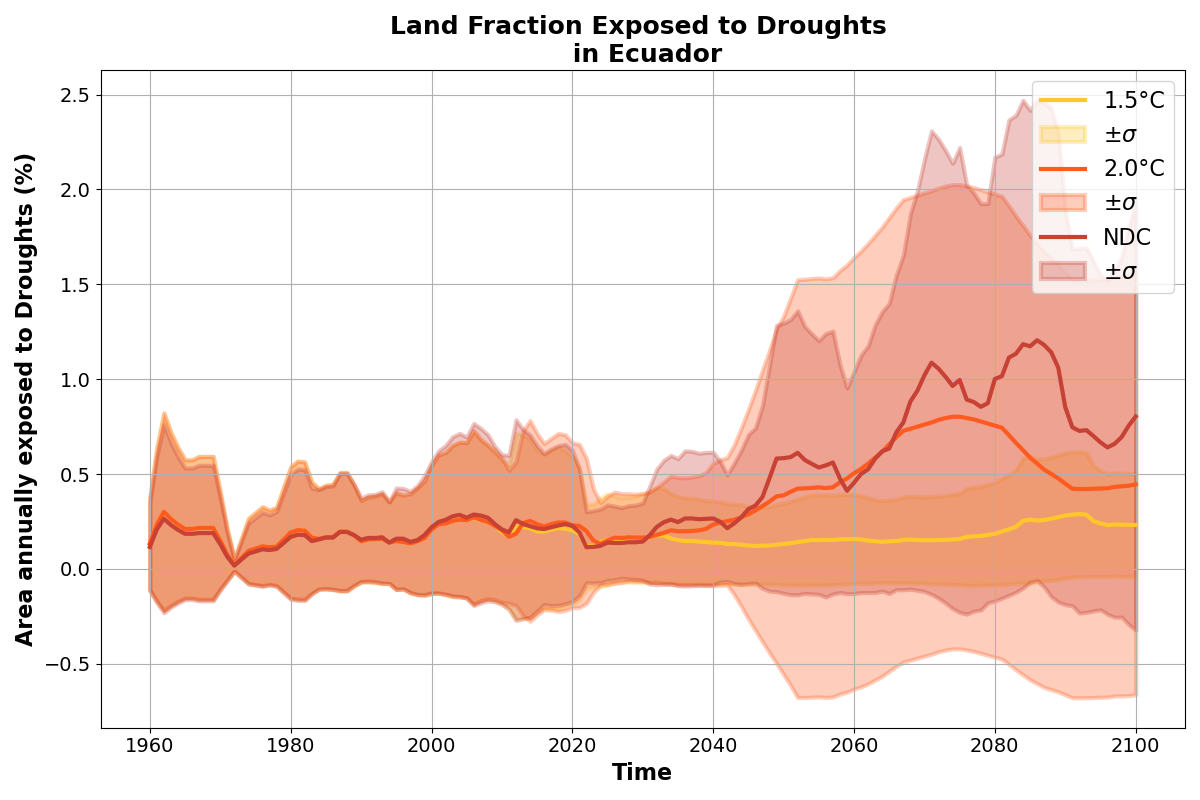 Land Fraction Exposed to Droughts
in Ecuador
Area annually exposed to Droughts (%)
2.5
2.0
1.5
1.0
0.5
0.0
−0.5
1960
1980
2000
2020
2040
2060
2080
2100
Time
1.5°C
±σ
2.0°C
±σ
NDC
±σ